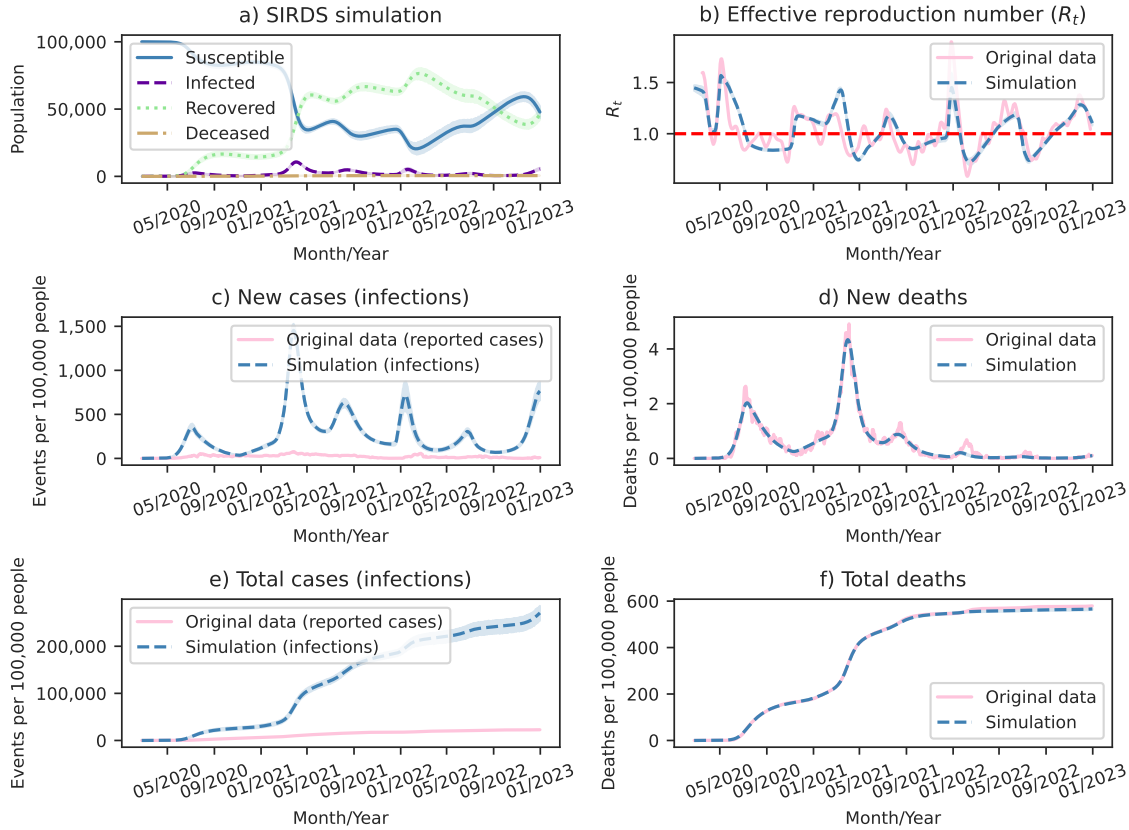 a) SIRDS simulation
Population
100,000
50,000
0
Susceptible
Infected
Recovered
Deceased
05/2020
09/2020
01/2021
05/2021
09/2021
01/2022
05/2022
09/2022
01/2023
Month/Year
b) Effective reproduction number (Rₜ)
Rₜ
1.5
1.0
Original data
Simulation
05/2020
09/2020
01/2021
05/2021
09/2021
01/2022
05/2022
09/2022
01/2023
Month/Year
c) New cases (infections)
Events per 100,000 people
1,500
1,000
500
0
Original data (reported cases)
Simulation (infections)
05/2020
09/2020
01/2021
05/2021
09/2021
01/2022
05/2022
09/2022
01/2023
Month/Year
d) New deaths
Deaths per 100,000 people
4
2
0
Original data
Simulation
05/2020
09/2020
01/2021
05/2021
09/2021
01/2022
05/2022
09/2022
01/2023
Month/Year
e) Total cases (infections)
Events per 100,000 people
200,000
100,000
0
Original data (reported cases)
Simulation (infections)
05/2020
09/2020
01/2021
05/2021
09/2021
01/2022
05/2022
09/2022
01/2023
Month/Year
f) Total deaths
Deaths per 100,000 people
600
400
200
0
Original data
Simulation
05/2020
09/2020
01/2021
05/2021
09/2021
01/2022
05/2022
09/2022
01/2023
Month/Year